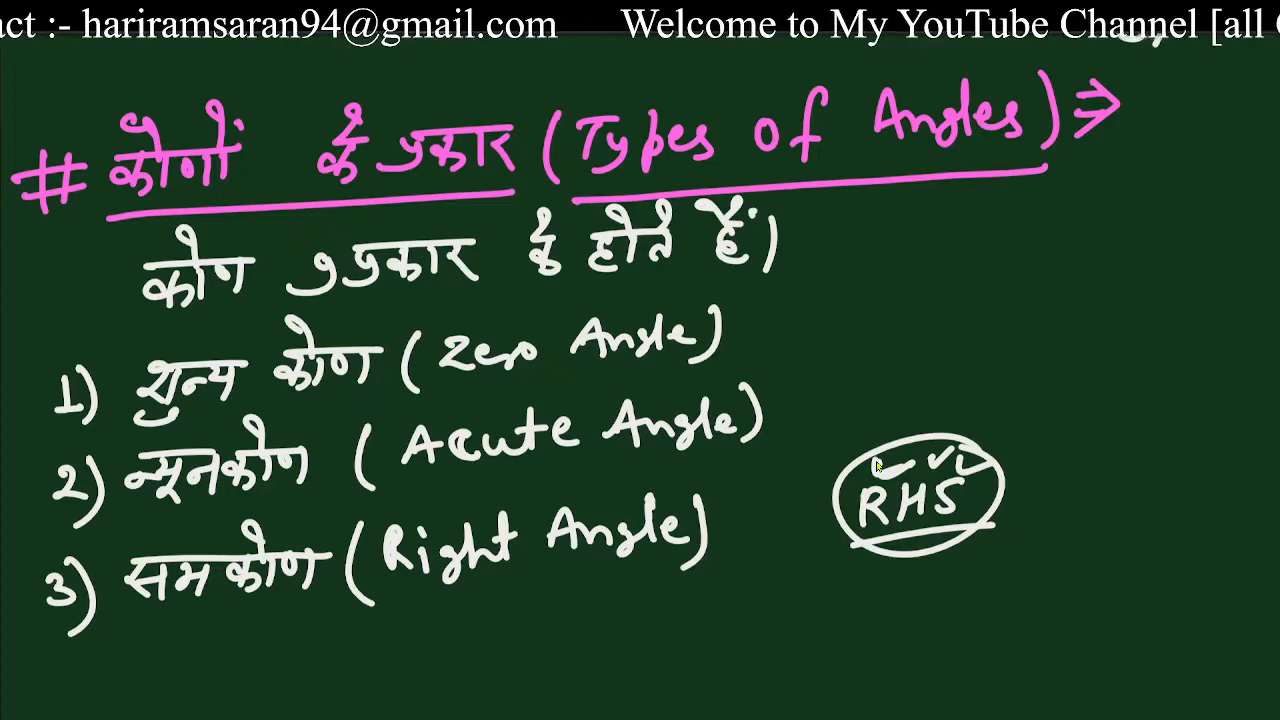 act :- hariramsaran94@gmail.com Welcome to My YouTube Channel [all
# कोणों के प्रकार (Types of Angles) ⇒
कोण 7 प्रकार के होते हैं।
1) शुन्य कोण (Zero Angle)
2) न्यूनकोण (Acute Angle)
RHS
3) समकोण (Right Angle)